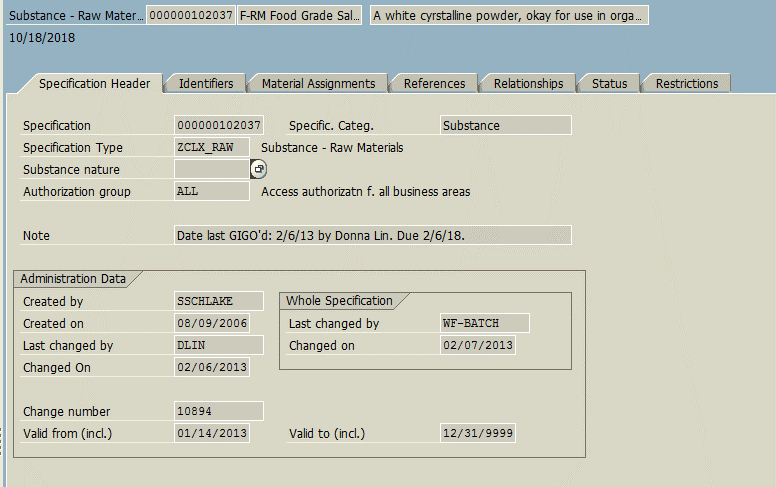 Substance - Raw Mater… 000000102037 F-RM Food Grade Sal… A white cyrstalline powder, okay for use in orga…
10/18/2018
Specification Header Identifiers Material Assignments References Relationships Status Restrictions
Specification 000000102037 Specific. Categ. Substance
Specification Type ZCLX_RAW Substance - Raw Materials
Substance nature
Authorization group ALL Access authorizatn f. all business areas
Note Date last GIGO'd: 2/6/13 by Donna Lin. Due 2/6/18.
Administration Data
Created by SSCHLAKE Whole Specification
Created on 08/09/2006 Last changed by WF-BATCH
Last changed by DLIN Changed on 02/07/2013
Changed On 02/06/2013
Change number 10894
Valid from (incl.) 01/14/2013 Valid to (incl.) 12/31/9999